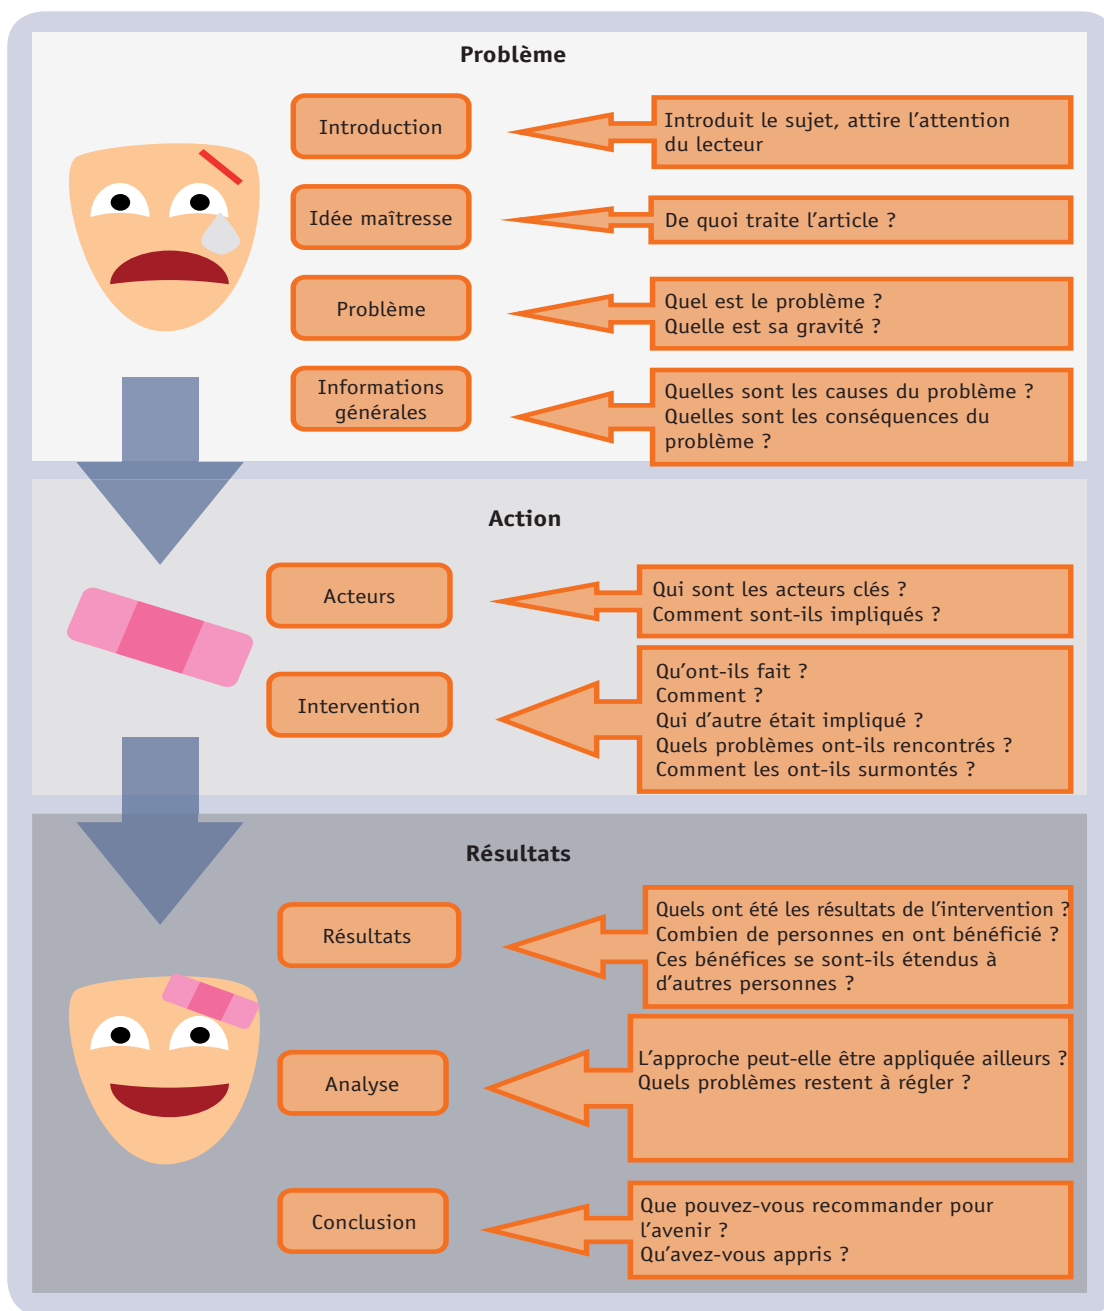 Problème
Introduction
Introduit le sujet, attire l’attention
du lecteur
Idée maîtresse
De quoi traite l’article ?
Problème
Quel est le problème ?
Quelle est sa gravité ?
Informations
générales
Quelles sont les causes du problème ?
Quelles sont les conséquences du
problème ?
Action
Acteurs
Qui sont les acteurs clés ?
Comment sont-ils impliqués ?
Intervention
Qu’ont-ils fait ?
Comment ?
Qui d’autre était impliqué ?
Quels problèmes ont-ils rencontrés ?
Comment les ont-ils surmontés ?
Résultats
Résultats
Quels ont été les résultats de l’intervention ?
Combien de personnes en ont bénéficié ?
Ces bénéfices se sont-ils étendus à
d’autres personnes ?
Analyse
L’approche peut-elle être appliquée ailleurs ?
Quels problèmes restent à régler ?
Conclusion
Que pouvez-vous recommander pour
l’avenir ?
Qu’avez-vous appris ?